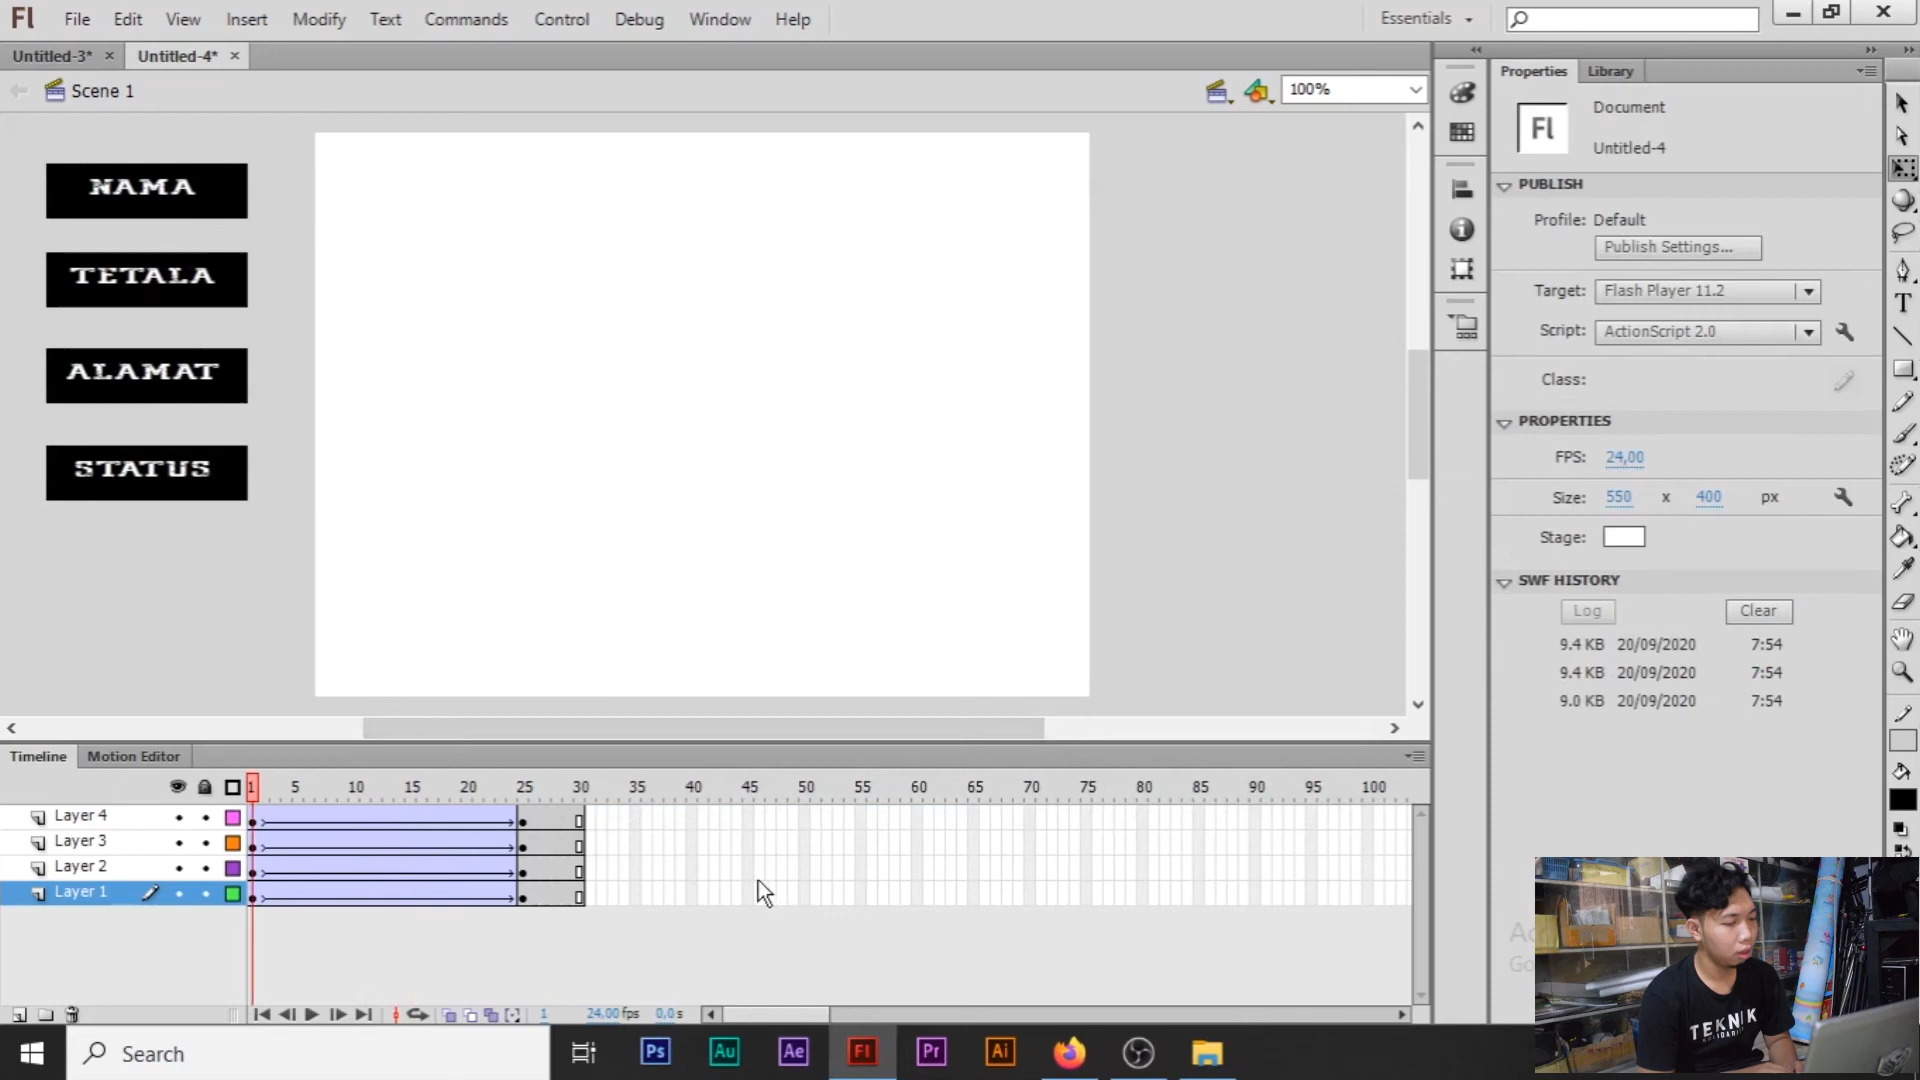 Fl File Edit View Insert Modify Text Commands Control Debug Window Help Essentials
Untitled-3* × Untitled-4* ×
Scene 1 100%
NAMA
TETALA
ALAMAT
STATUS
Properties Library
Fl Document
Untitled-4
PUBLISH
Profile: Default
Publish Settings...
Target: Flash Player 11.2
Script: ActionScript 2.0
Class:
PROPERTIES
FPS: 24,00
Size: 550 x 400 px
Stage:
SWF HISTORY
Log Clear
9.4 KB 20/09/2020 7:54
9.4 KB 20/09/2020 7:54
9.0 KB 20/09/2020 7:54
Timeline Motion Editor
1 5 10 15 20 25 30 35 40 45 50 55 60 65 70 75 80 85 90 95 100
Layer 4
Layer 3
Layer 2
Layer 1
1 24,00 fps 0,0 s
Search Ps Au Ae Fl Pr Ai
TEKNIK